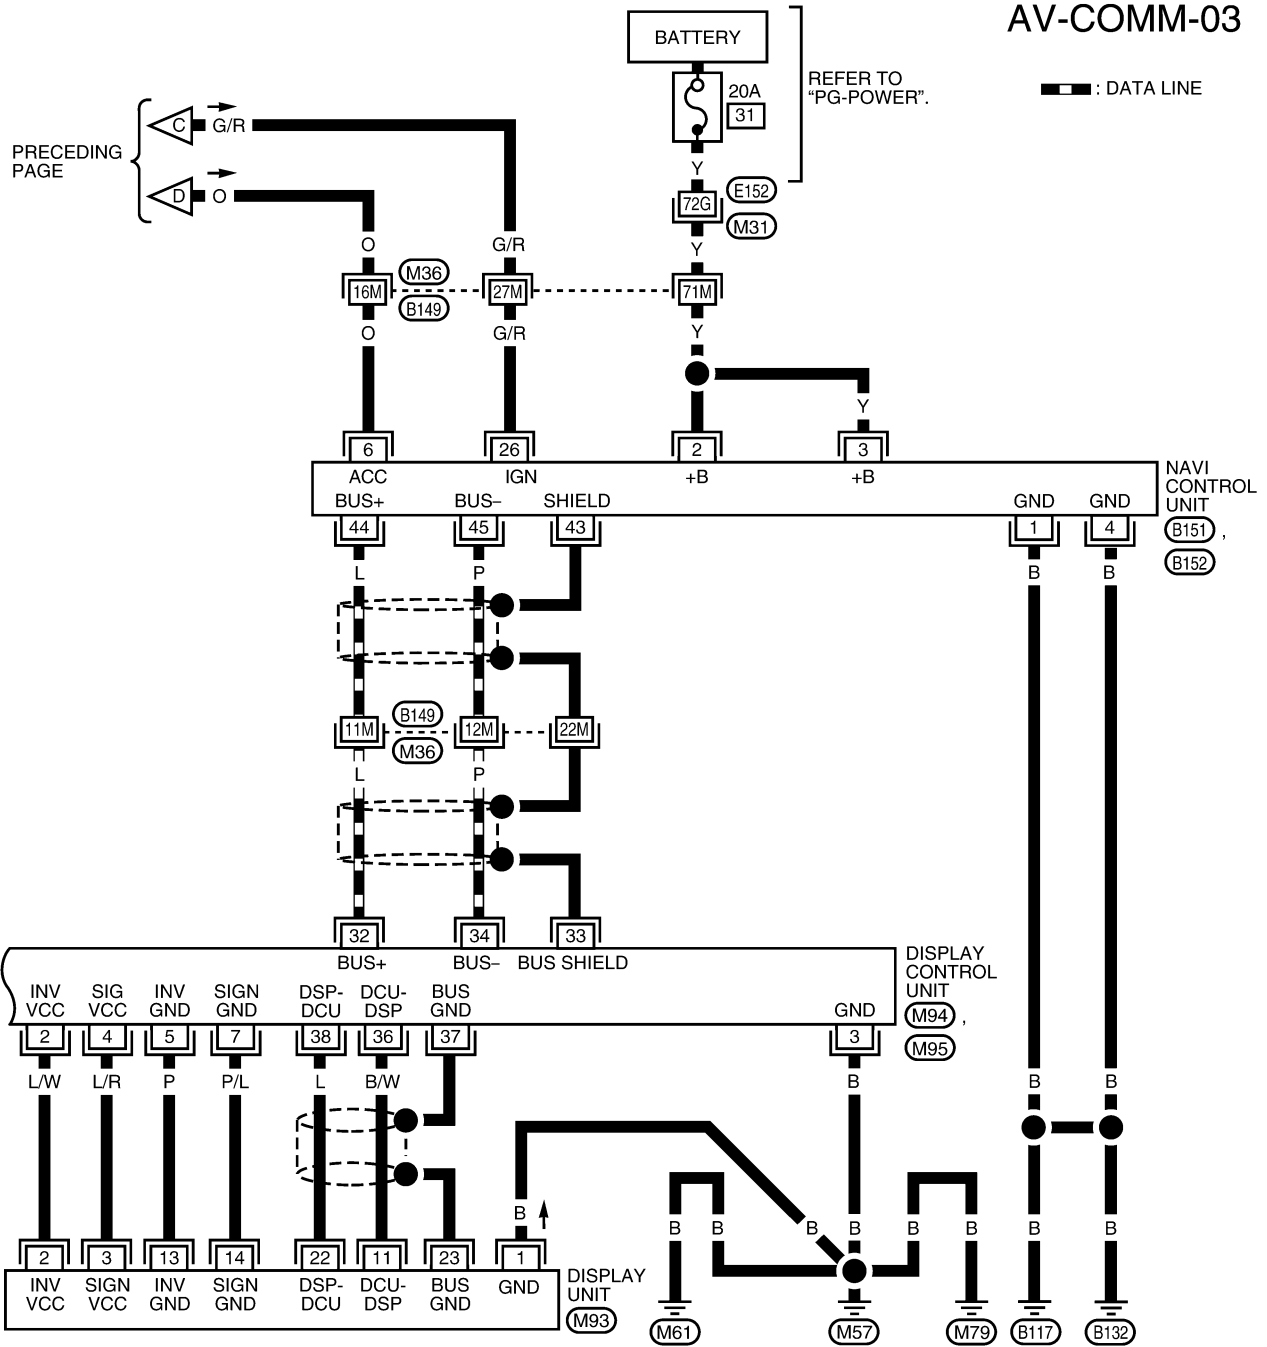 AV-COMM-03
BATTERY
REFER TO
“PG-POWER”.
20A
31
: DATA LINE
PRECEDING
PAGE
C
G/R
D
O
Y
72G
E152
M31
O
G/R
Y
16M
M36
B149
27M
71M
O
G/R
Y
Y
6
26
2
3
ACC
IGN
+B
+B
BUS+
BUS–
SHIELD
GND
GND
NAVI
CONTROL
UNIT
B151 ,
B152
44
45
43
1
4
L
P
B
B
11M
B149
M36
12M
22M
L
P
32
34
33
BUS+
BUS–
BUS SHIELD
DISPLAY
CONTROL
UNIT
M94 ,
M95
INV
VCC
SIG
VCC
INV
GND
SIGN
GND
DSP-
DCU
DCU-
DSP
BUS
GND
GND
2
4
5
7
38
36
37
3
L/W
L/R
P
P/L
L
B/W
B
B
B
B
B
B
B
B
B
B
B
B
2
3
13
14
22
11
23
1
INV
VCC
SIGN
VCC
INV
GND
SIGN
GND
DSP-
DCU
DCU-
DSP
BUS
GND
GND
DISPLAY
UNIT
M93
M61
M57
M79
B117
B132